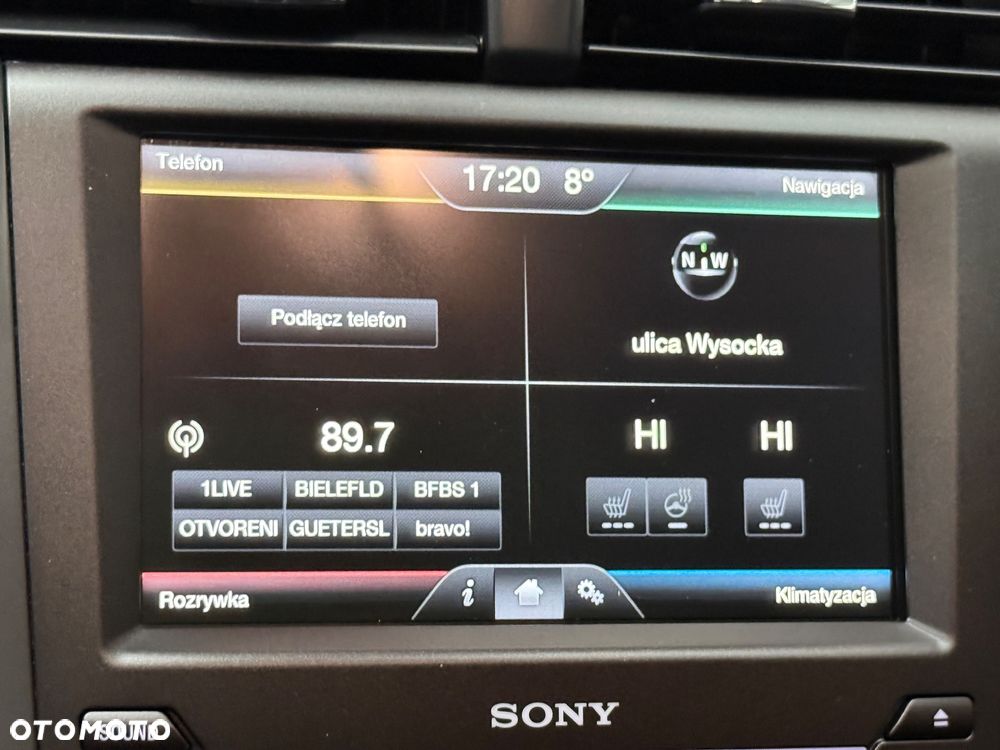 Telefon
17:20 8°
Nawigacja
N W
Podłącz telefon
ulica Wysocka
89.7
HI HI
1LIVE BIELEFLD BFBS 1
OTVORENI GUETERSL bravo!
i
Rozrywka
Klimatyzacja
SONY
SOUND
OTOMOTO